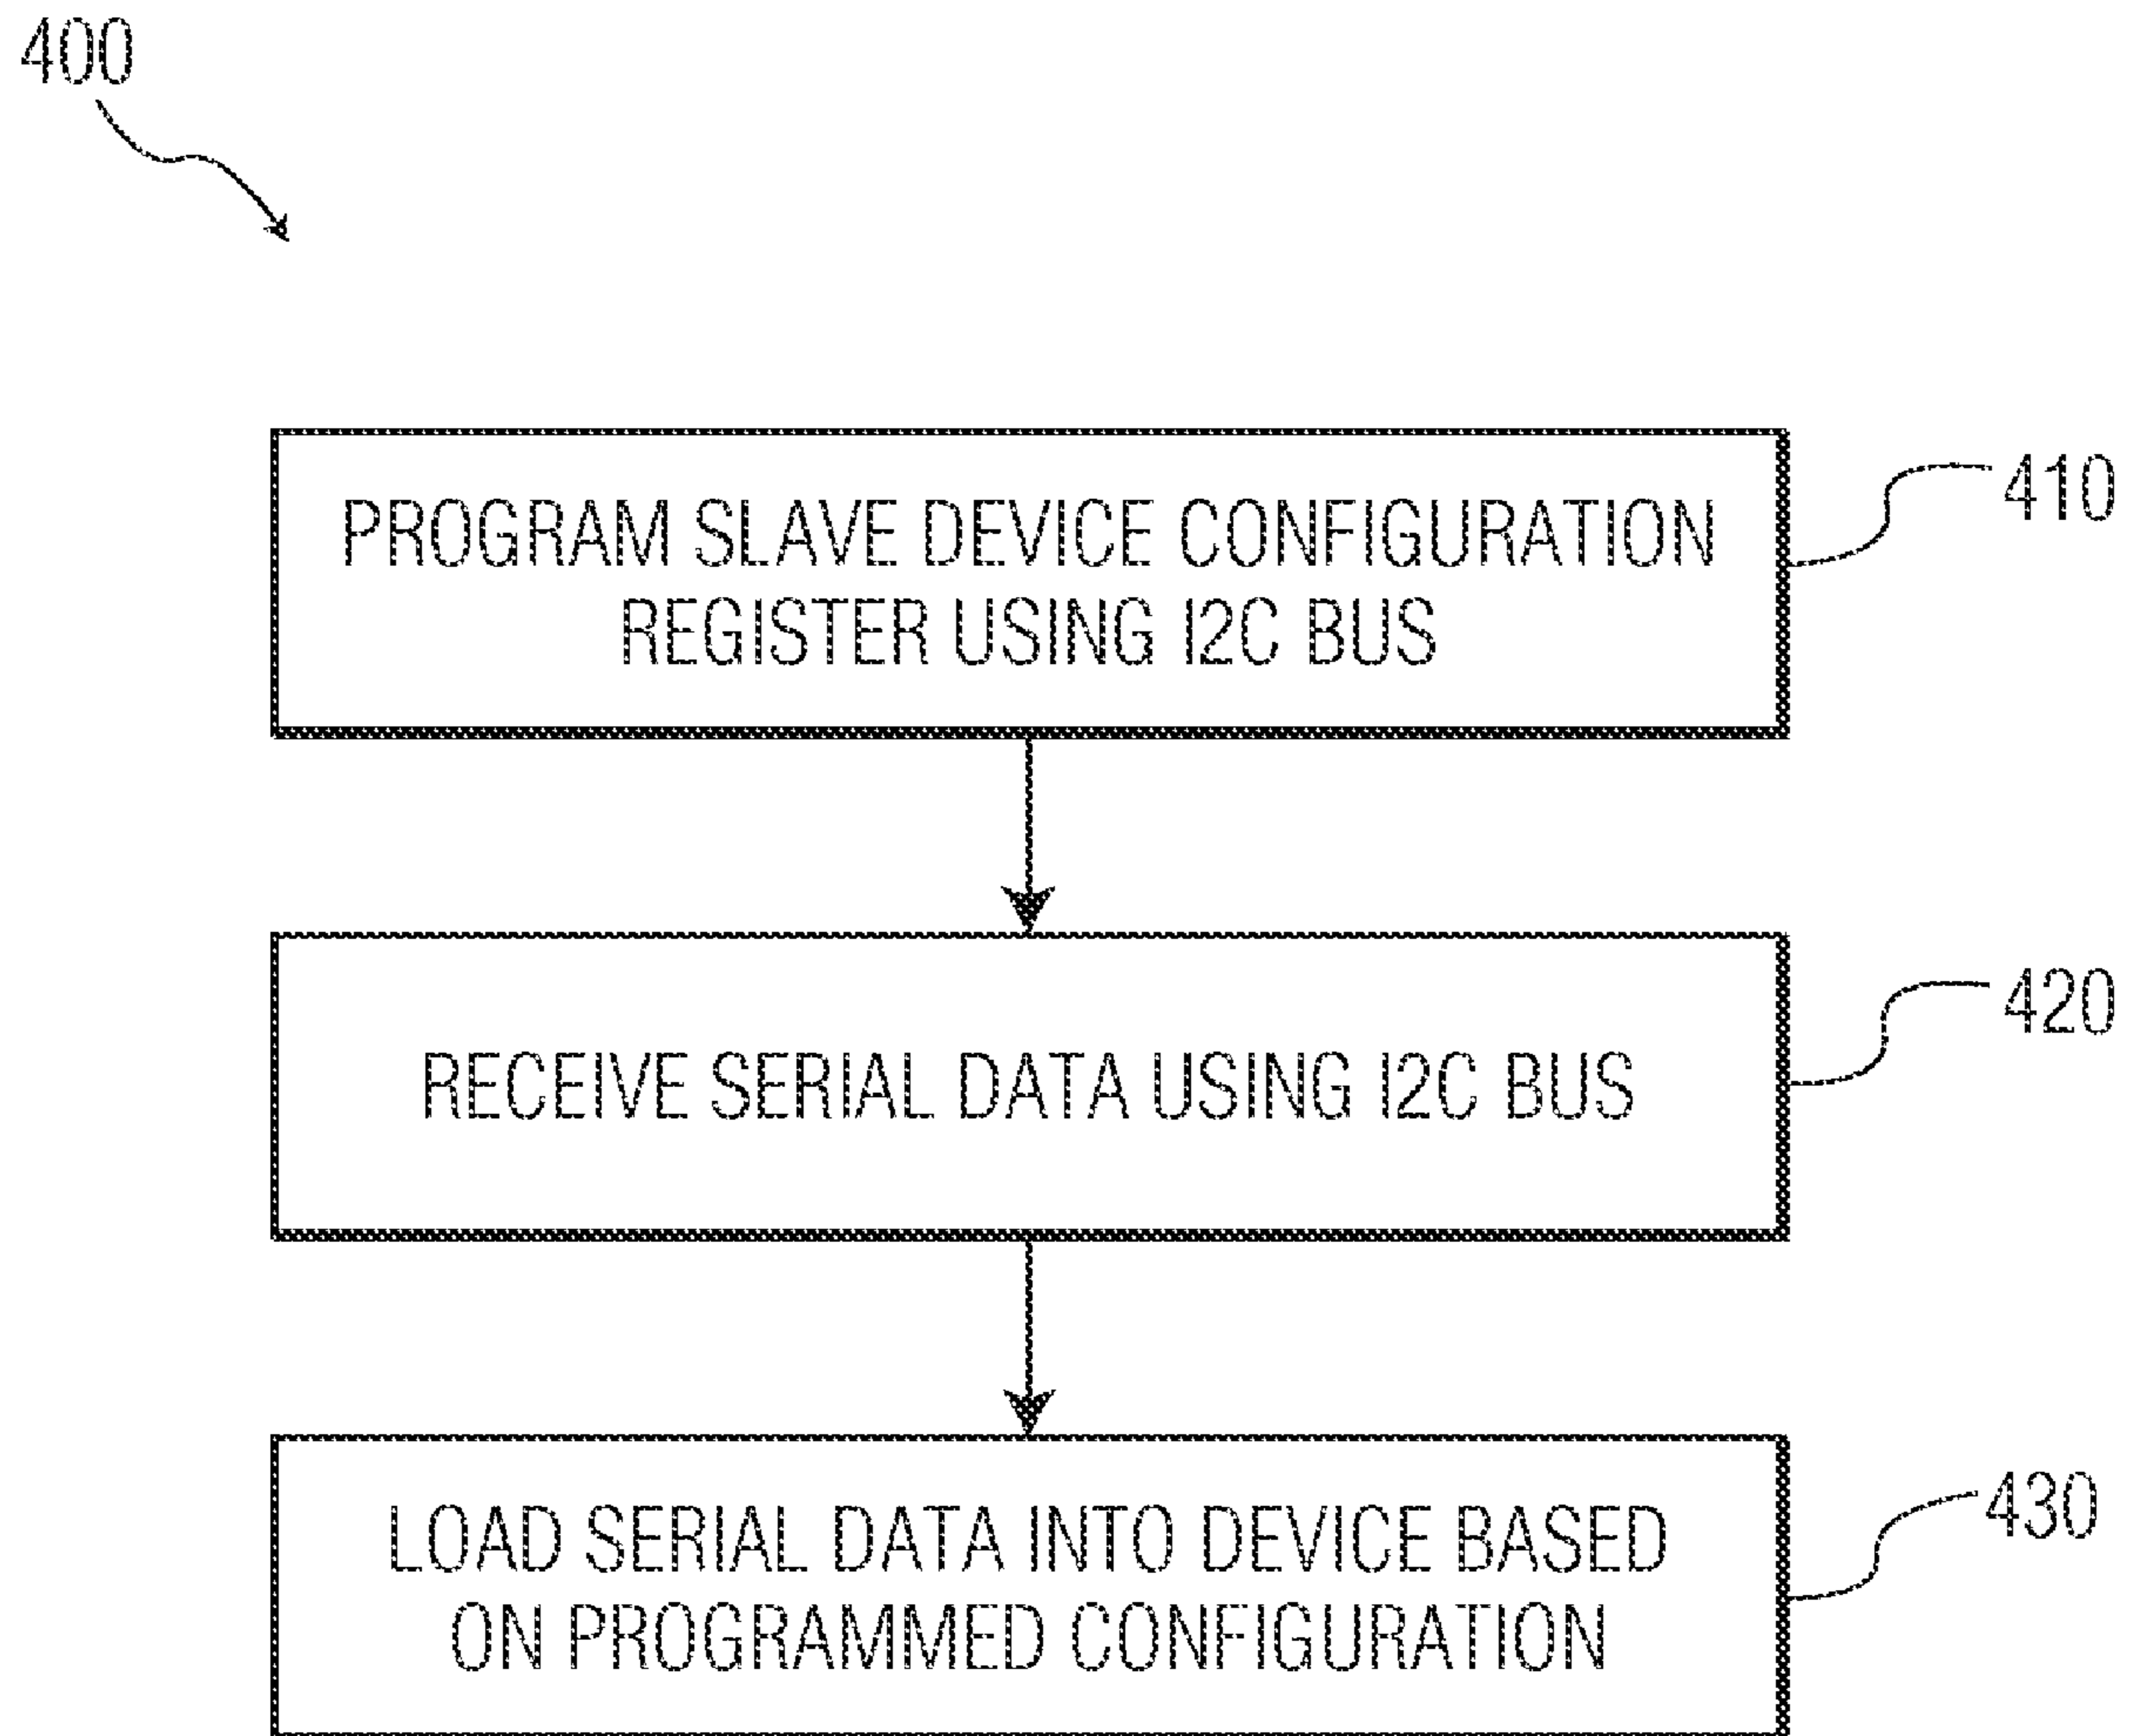 400
PROGRAM SLAVE DEVICE CONFIGURATION
REGISTER USING I2C BUS
410
RECEIVE SERIAL DATA USING I2C BUS
420
LOAD SERIAL DATA INTO DEVICE BASED
ON PROGRAMMED CONFIGURATION
430